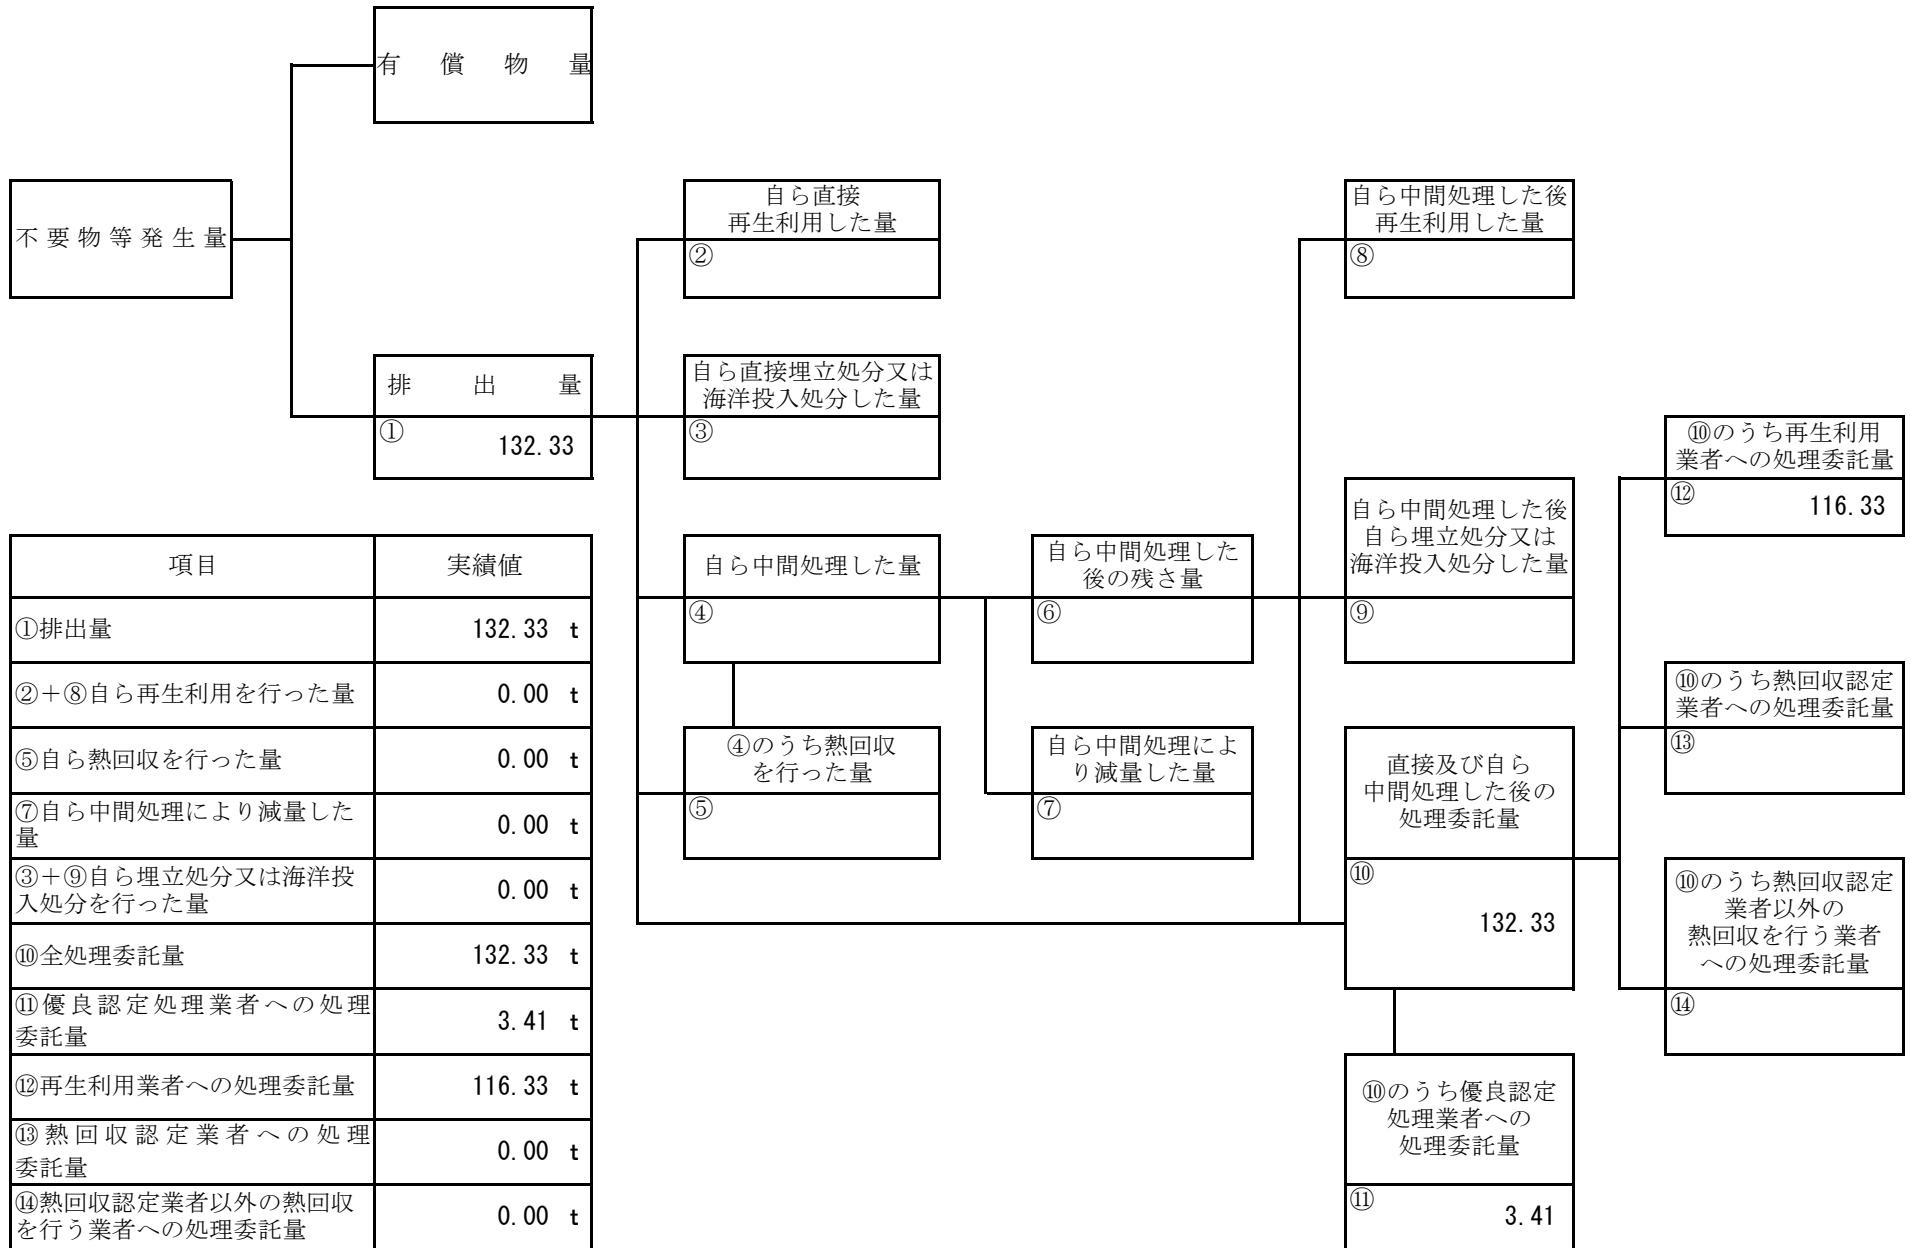 有償物量
不要物等発生量
排出量
①
132.33
自ら直接
再生利用した量
②
自ら直接埋立処分又は
海洋投入処分した量
③
自ら中間処理した量
④
④のうち熱回収
を行った量
⑤
自ら中間処理した
後の残さ量
⑥
自ら中間処理によ
り減量した量
⑦
自ら中間処理した後
再生利用した量
⑧
自ら中間処理した後
自ら埋立処分又は
海洋投入処分した量
⑨
直接及び自ら
中間処理した後の
処理委託量
⑩
132.33
⑩のうち優良認定
処理業者への
処理委託量
⑪
3.41
⑩のうち再生利用
業者への処理委託量
⑫
116.33
⑩のうち熱回収認定
業者への処理委託量
⑬
⑩のうち熱回収認定
業者以外の
熱回収を行う業者
への処理委託量
⑭
項目 実績値
①排出量 132.33 t
②+⑧自ら再生利用を行った量 0.00 t
⑤自ら熱回収を行った量 0.00 t
⑦自ら中間処理により減量した
量 0.00 t
③+⑨自ら埋立処分又は海洋投
入処分を行った量 0.00 t
⑩全処理委託量 132.33 t
⑪優良認定処理業者への処理
委託量 3.41 t
⑫再生利用業者への処理委託量 116.33 t
⑬熱回収認定業者への処理
委託量 0.00 t
⑭熱回収認定業者以外の熱回収
を行う業者への処理委託量 0.00 t